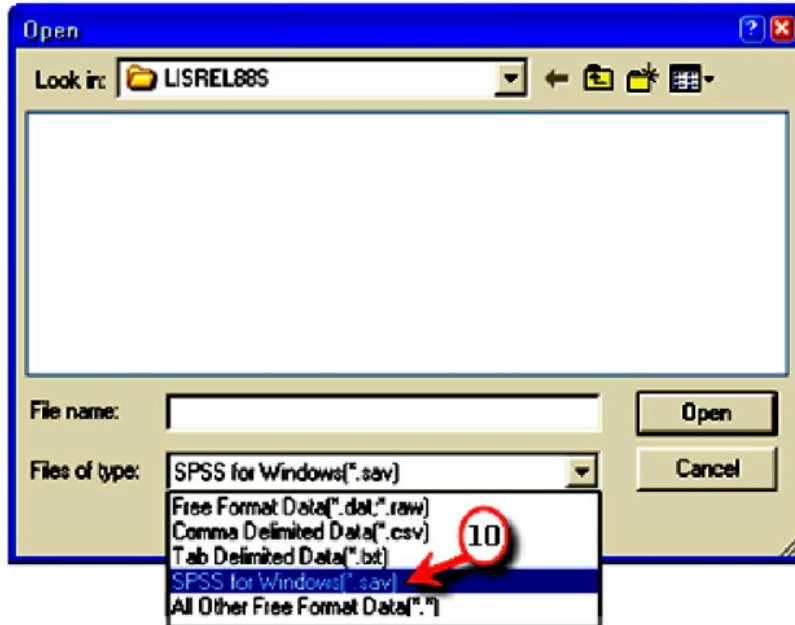 Open
Look in: LISREL88S
File name:
Open
Files of type: SPSS for Windows(*.sav)
Cancel
Free Format Data(*.dat;*.raw)
Comma Delimited Data(*.csv)
10
Tab Delimited Data(*.txt)
SPSS for Windows(*.sav)
All Other Free Format Data(*.*)